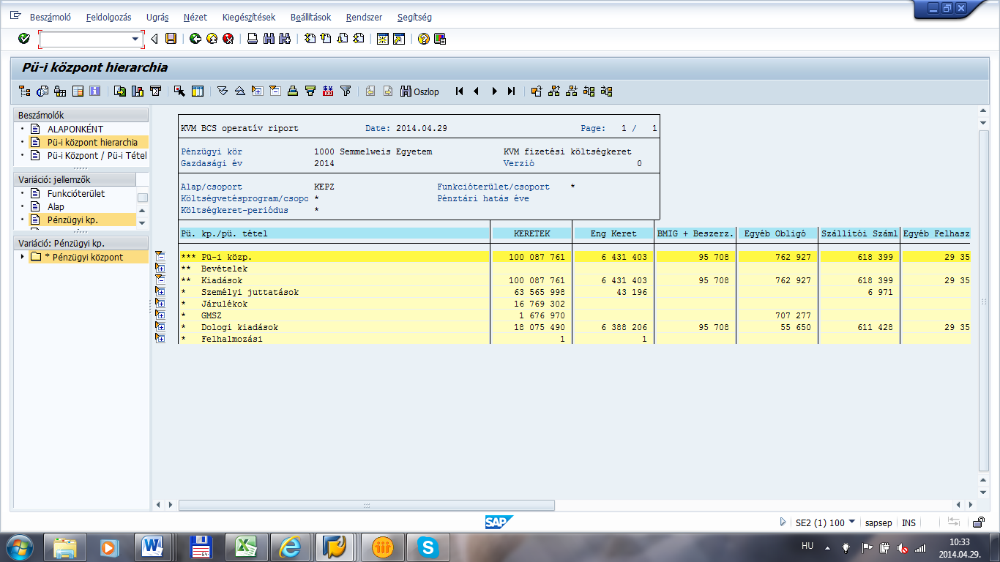 Beszámoló Feldolgozás Ugrás Nézet Kiegészítések Beállítások Rendszer Segítség
Pü-i központ hierarchia
Oszlop
Beszámolók
ALAPONKÉNT
Pü-i központ hierarchia
Pü-i Központ / Pü-i Tétel
Variáció: jellemzők
Funkcióterület
Alap
Pénzügyi kp.
Variáció: Pénzügyi kp.
* Pénzügyi központ
KVM BCS operatív riport Date: 2014.04.29 Page: 1 / 1
Pénzügyi kör 1000 Semmelweis Egyetem KVM fizetési költségkeret
Gazdasági év 2014 Verzió 0
Alap/csoport KEPZ Funkcióterület/csoport *
Költségvetésprogram/csopo * Pénztári hatás éve
Költségkeret-periódus *
Pü. kp./pü. tétel KERETEK Eng Keret BMIG + Beszerz. Egyéb Obligó Szállítói Száml Egyéb Felhasz
*** Pü-i közp. 100 087 761 6 431 403 95 708 762 927 618 399 29 35
** Bevételek
** Kiadások 100 087 761 6 431 403 95 708 762 927 618 399 29 35
* Személyi juttatások 63 565 998 43 196 6 971
* Járulékok 16 769 302
* GMSZ 1 676 970 707 277
* Dologi kiadások 18 075 490 6 388 206 95 708 55 650 611 428 29 35
* Felhalmozási 1 1
SAP
SE2 (1) 100 sapsep INS
HU
10:33
2014.04.29.